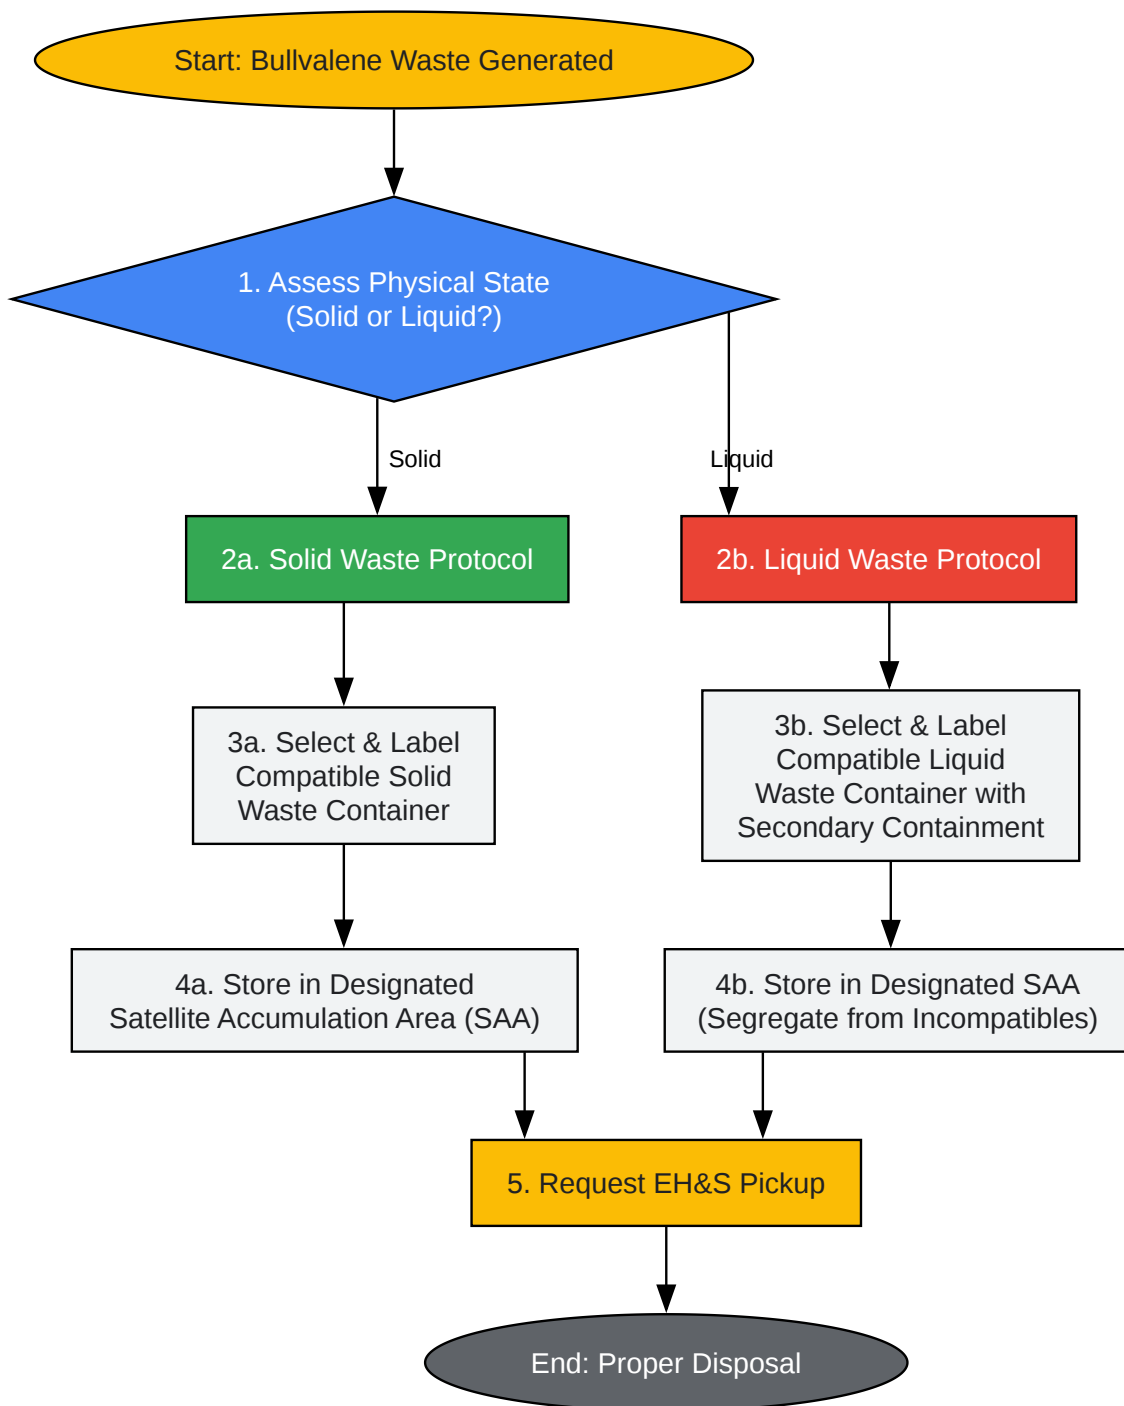 Start: Bullvalene Waste Generated
1. Assess Physical State
(Solid or Liquid?)
Solid
Liquid
2a. Solid Waste Protocol
2b. Liquid Waste Protocol
3a. Select & Label
Compatible Solid
Waste Container
3b. Select & Label
Compatible Liquid
Waste Container with
Secondary Containment
4a. Store in Designated
Satellite Accumulation Area (SAA)
4b. Store in Designated SAA
(Segregate from Incompatibles)
5. Request EH&S Pickup
End: Proper Disposal